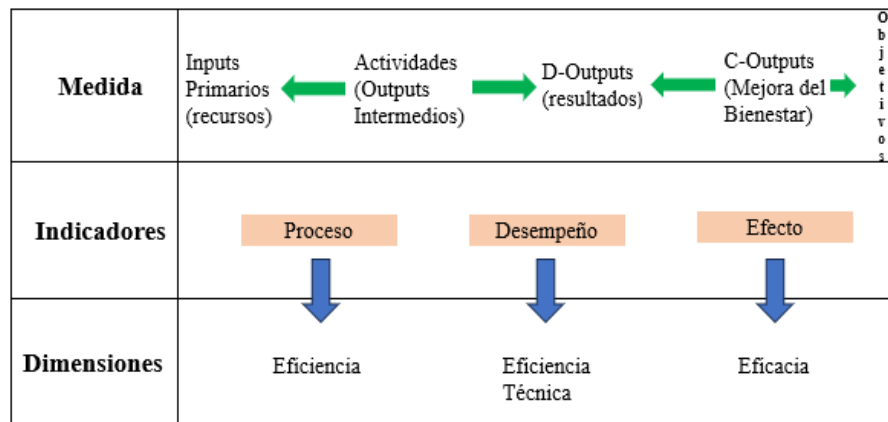 Medida
Inputs
Primarios
(recursos)
Actividades
(Outputs
Intermedios)
D-Outputs
(resultados)
C-Outputs
(Mejora del
Bienestar)
Objetivos
Indicadores
Proceso
Desempeño
Efecto
Dimensiones
Eficiencia
Eficiencia
Técnica
Eficacia